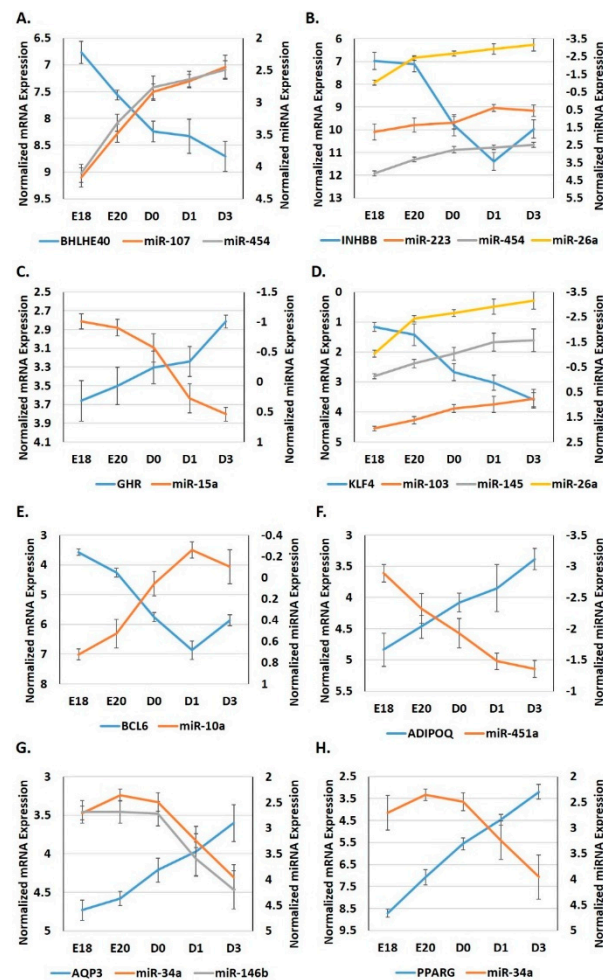 A.
Normalized mRNA Expression
6.5
7
7.5
8
8.5
9
9.5
2
2.5
3
3.5
4
4.5
Normalized miRNA Expression
E18 E20 D0 D1 D3
BHLHE40 miR-107 miR-454
B.
Normalized mRNA Expression
6
7
8
9
10
11
12
13
-3.5
-2.5
-1.5
-0.5
0.5
1.5
2.5
3.5
4.5
5.5
Normalized miRNA Expression
E18 E20 D0 D1 D3
INHBB miR-223 miR-454 miR-26a
C.
Normalized mRNA Expression
2.5
2.7
2.9
3.1
3.3
3.5
3.7
3.9
4.1
-1.5
-1
-0.5
0
0.5
1
Normalized miRNA Expression
E18 E20 D0 D1 D3
GHR miR-15a
D.
Normalized mRNA Expression
0
1
2
3
4
5
-3.5
-2.5
-1.5
-0.5
0.5
1.5
2.5
Normalized miRNA Expression
E18 E20 D0 D1 D3
KLF4 miR-103 miR-145 miR-26a
E.
Normalized mRNA Expression
3
4
5
6
7
8
-0.4
-0.2
0
0.2
0.4
0.6
0.8
1
Normalized miRNA Expression
E18 E20 D0 D1 D3
BCL6 miR-10a
F.
Normalized mRNA Expression
3
3.5
4
4.5
5
5.5
-3.5
-3
-2.5
-2
-1.5
-1
Normalized miRNA Expression
E18 E20 D0 D1 D3
ADIPOQ miR-451a
G.
Normalized mRNA Expression
3
3.5
4
4.5
5
2
2.5
3
3.5
4
4.5
5
Normalized miRNA Expression
E18 E20 D0 D1 D3
AQP3 miR-34a miR-146b
H.
Normalized mRNA Expression
2.5
3.5
4.5
5.5
6.5
7.5
8.5
9.5
2
2.5
3
3.5
4
4.5
5
Normalized miRNA Expression
E18 E20 D0 D1 D3
PPARG miR-34a